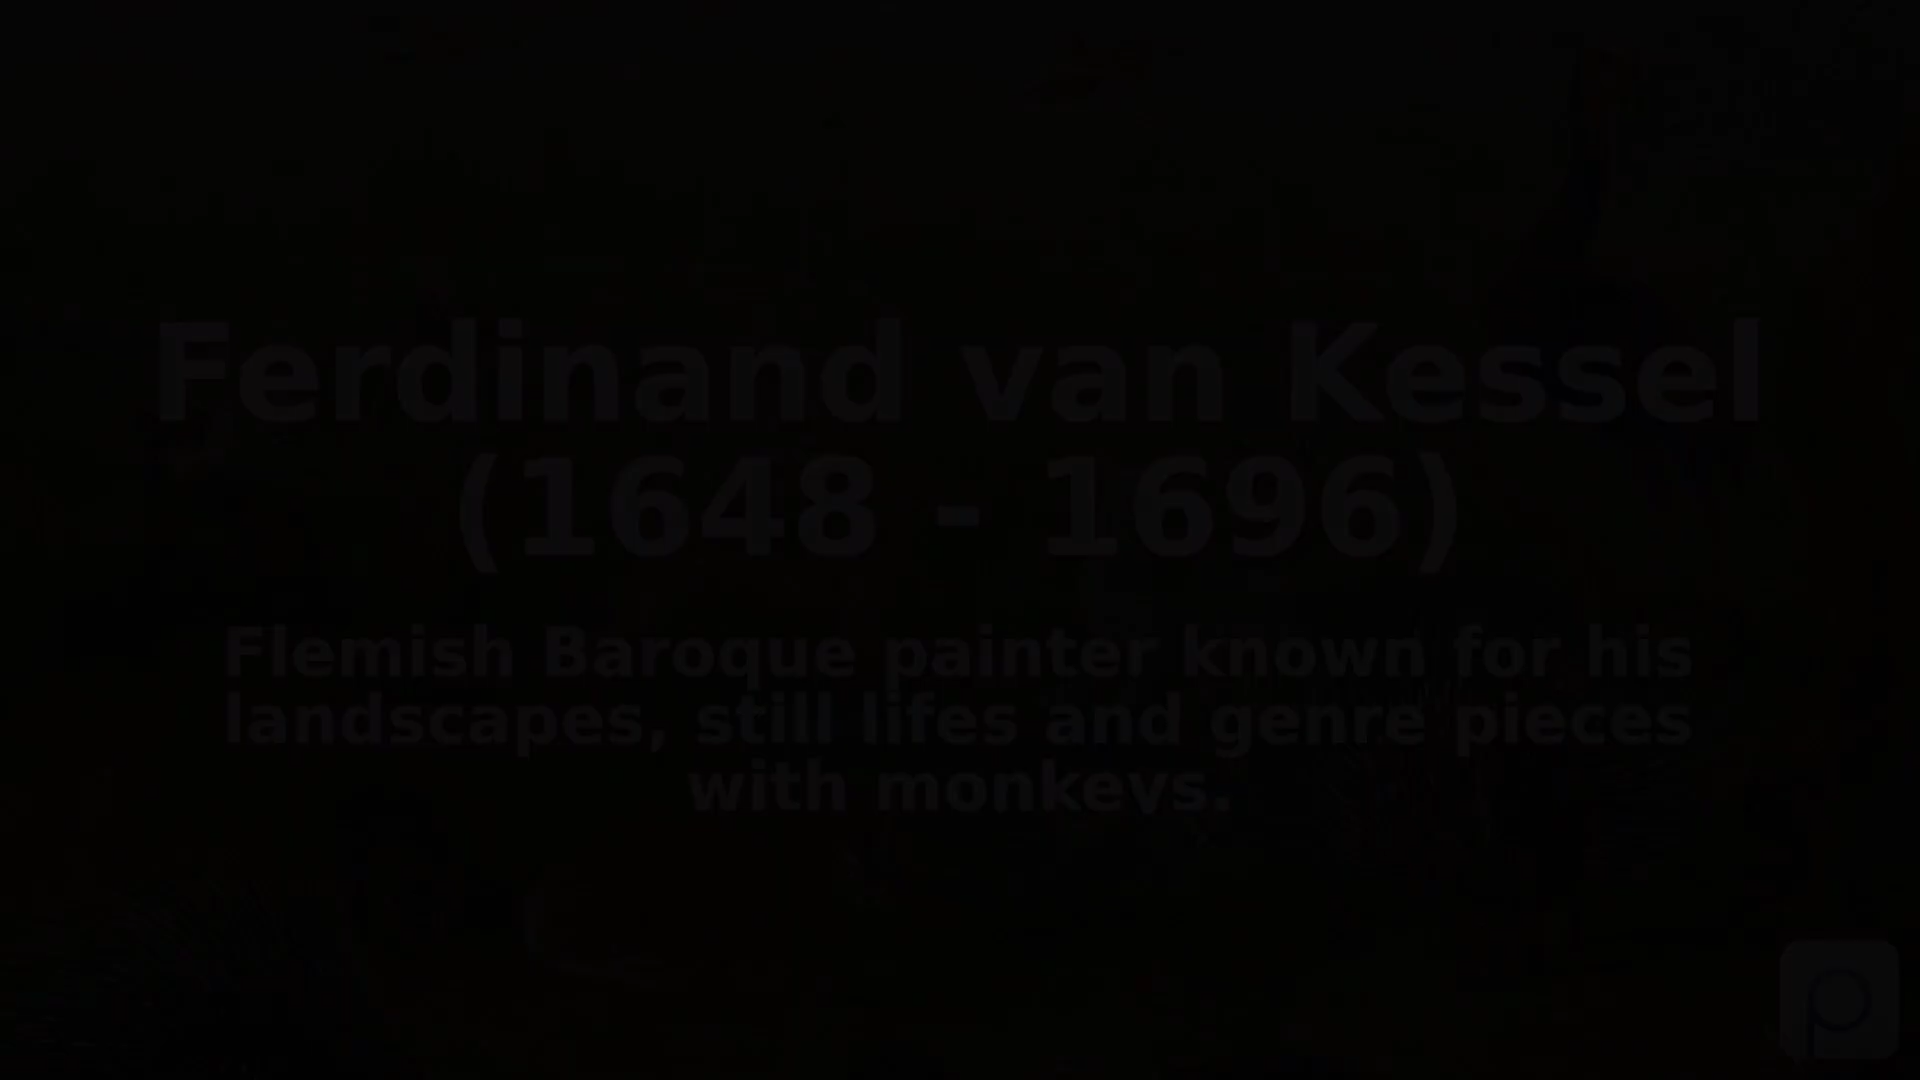 Ferdinand van Kessel
(1648 - 1696)
Flemish Baroque painter known for his
landscapes, still lifes and genre pieces
with monkeys.